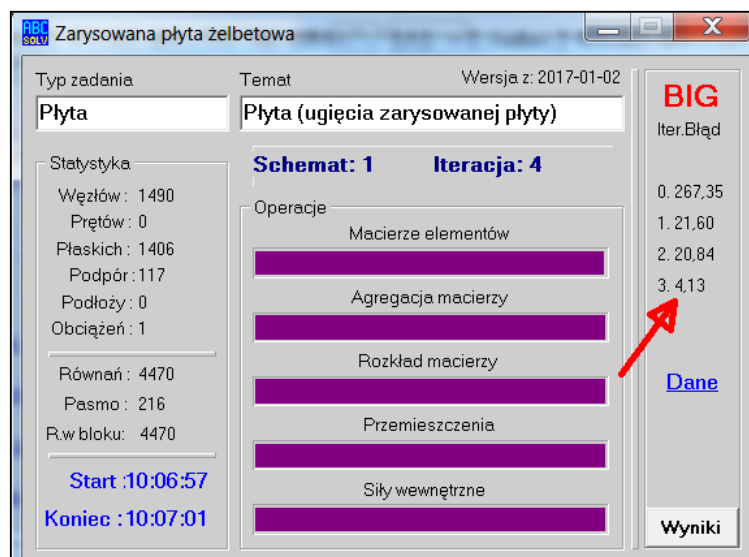 ABC
SOLV
Zarysowana płyta żelbetowa
Typ zadania
Płyta
Temat
Wersja z: 2017-01-02
Płyta (ugięcia zarysowanej płyty)
Statystyka
Węzłów : 1490
Prętów : 0
Płaskich : 1406
Podpór : 117
Podłoży : 0
Obciążeń : 1
Równań : 4470
Pasmo : 216
R.w bloku: 4470
Start :10:06:57
Koniec :10:07:01
Schemat: 1 Iteracja: 4
Operacje
Macierze elementów
Agregacja macierzy
Rozkład macierzy
Przemieszczenia
Siły wewnętrzne
BIG
Iter.Błąd
0. 267,35
1. 21,60
2. 20,84
3. 4,13
Dane
Wyniki